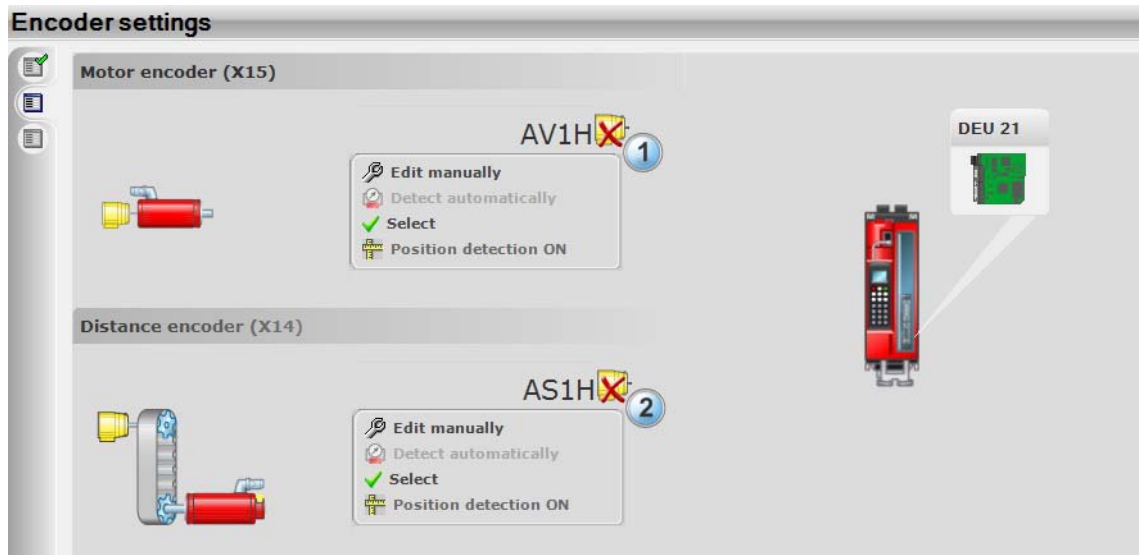 Encoder settings
Motor encoder (X15)
AV1H
1
Edit manually
Detect automatically
Select
Position detection ON
DEU 21
Distance encoder (X14)
AS1H
2
Edit manually
Detect automatically
Select
Position detection ON